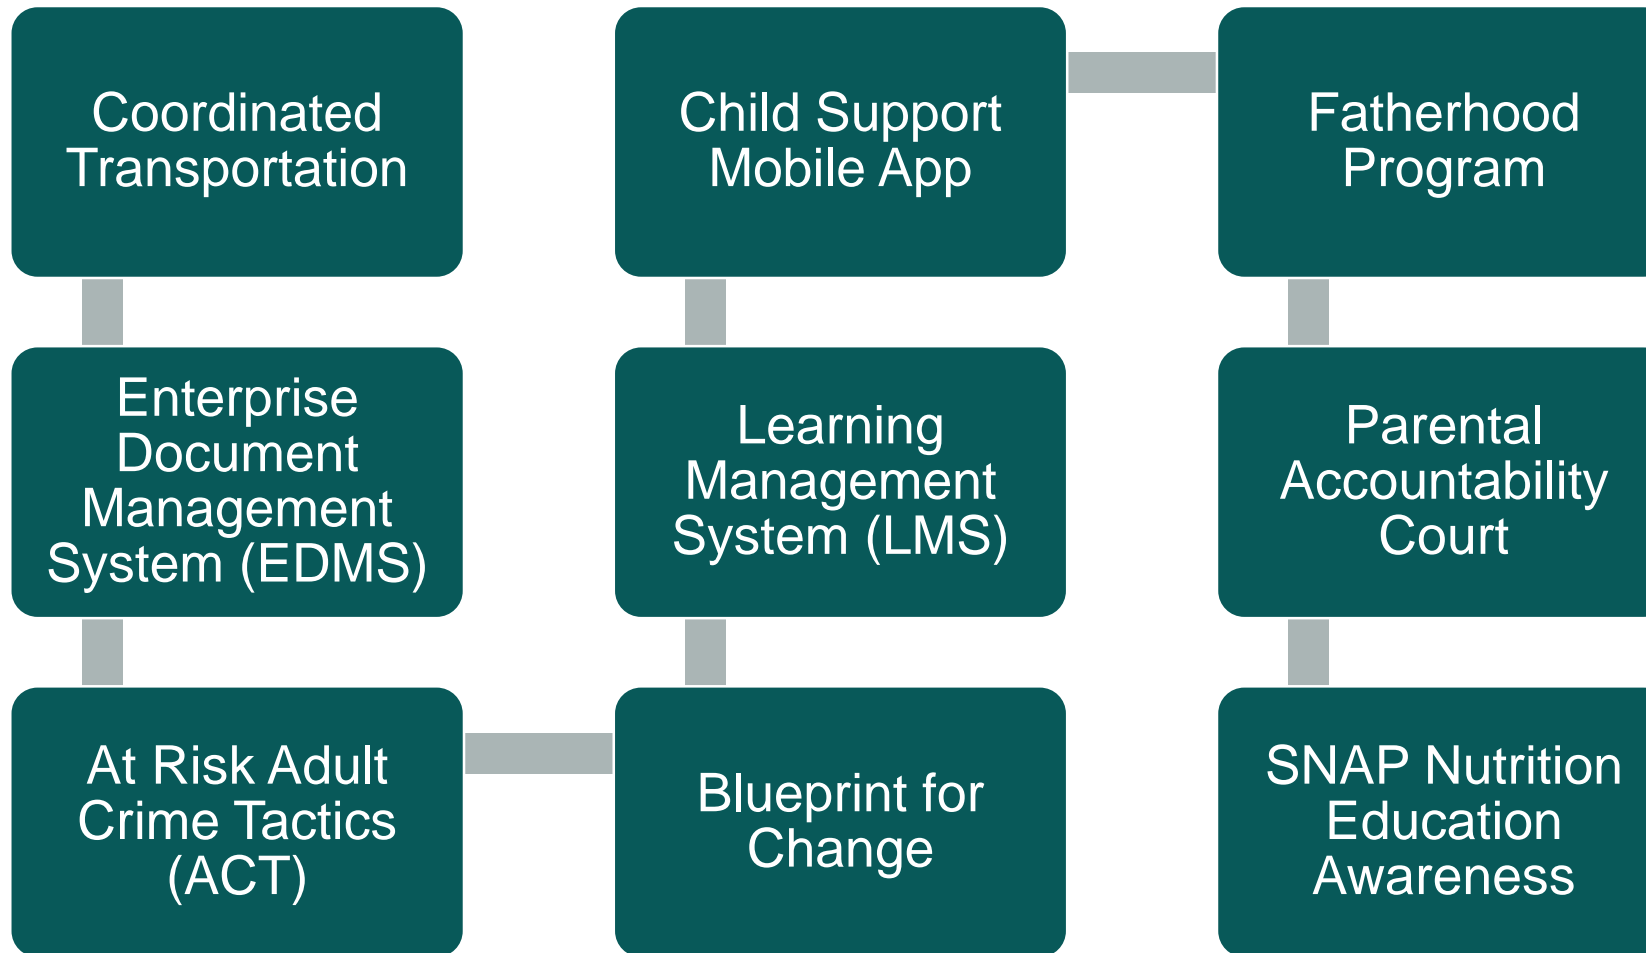 Coordinated
Transportation
Enterprise
Document
Management
System (EDMS)
At Risk Adult
Crime Tactics
(ACT)
Blueprint for
Change
Learning
Management
System (LMS)
Child Support
Mobile App
Fatherhood
Program
Parental
Accountability
Court
SNAP Nutrition
Education
Awareness